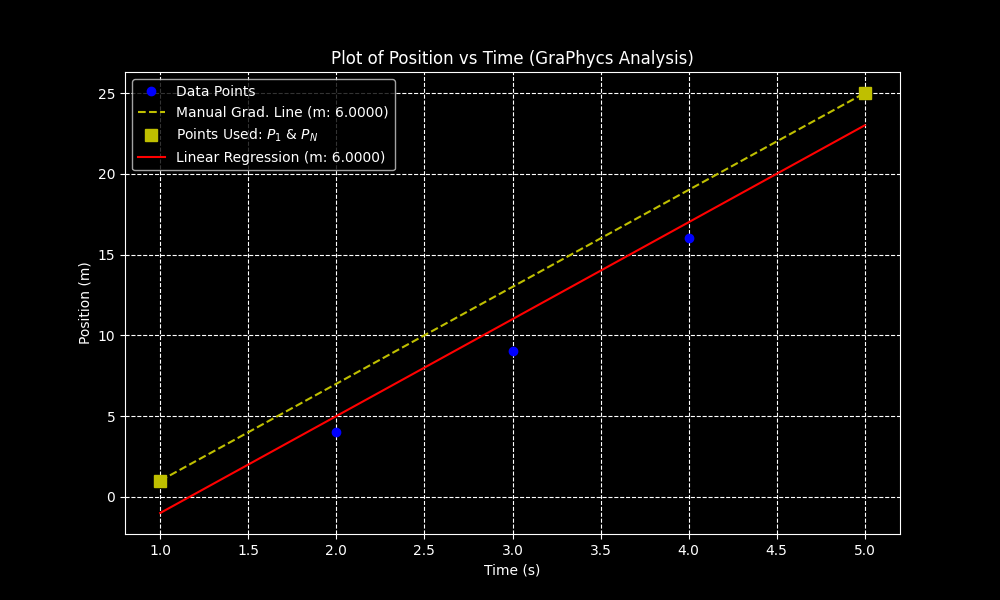 Plot of Position vs Time (GraPhycs Analysis)
Data Points
Manual Grad. Line (m: 6.0000)
Points Used: P₁ & P_N
Linear Regression (m: 6.0000)
25
20
15
10
5
0
Position (m)
1.0 1.5 2.0 2.5 3.0 3.5 4.0 4.5 5.0
Time (s)